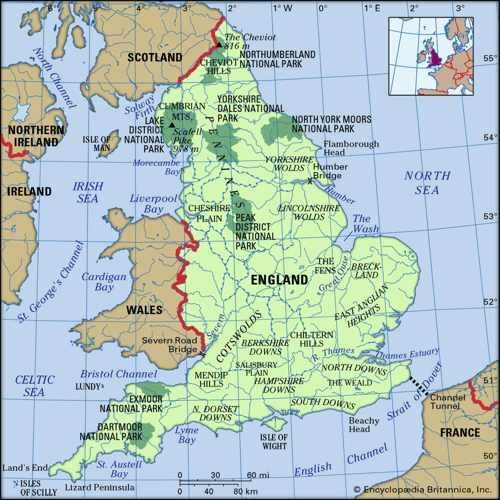 The Cheviot
816 m
SCOTLAND
55°
NORTHUMBERLAND
NATIONAL PARK
CHEVIOT
HILLS
North Channel
Solway
Firth
CUMBRIAN
MTS.
YORKSHIRE
DALES NATIONAL
PARK
LAKE
DISTRICT
NATIONAL
PARK
Scafell
Pike
978 m
NORTH YORK MOORS
NATIONAL PARK
NORTHERN
IRELAND
ISLE OF
MAN
Morecambe
Bay
PENNINES
Flamborough
Head
YORKSHIRE
WOLDS
Humber
Bridge
54°
IRELAND
IRISH
SEA
Liverpool
Bay
Humber
NORTH
SEA
CHESHIRE
PLAIN
LINCOLNSHIRE
WOLDS
PEAK
DISTRICT
NATIONAL
PARK
The
Wash
53°
St. George's Channel
Cardigan
Bay
ENGLAND
THE
FENS
Great Ouse
BRECK-
LAND
WALES
Severn
EAST ANGLIAN
HEIGHTS
52°
Severn Road
Bridge
COTSWOLDS
CHILTERN
HILLS
BERKSHIRE
DOWNS
R. Thames
Thames Estuary
CELTIC
SEA
Bristol Channel
LUNDY
MENDIP
HILLS
SALISBURY
PLAIN
HAMPSHIRE
DOWNS
NORTH DOWNS
THE WEALD
Strait of Dover
51°
EXMOOR
NATIONAL PARK
N. DORSET
DOWNS
SOUTH DOWNS
Channel
Tunnel
DARTMOOR
NATIONAL PARK
Lyme
Bay
ISLE OF
WIGHT
Beachy
Head
FRANCE
Land's End
St. Austell
Bay
English Channel
50°
ISLES
OF SCILLY
Lizard Peninsula
0 30 60 mi
0 40 80 km
5°
4°
3°
2°
1°
0°
1°
© Encyclopædia Britannica, Inc.